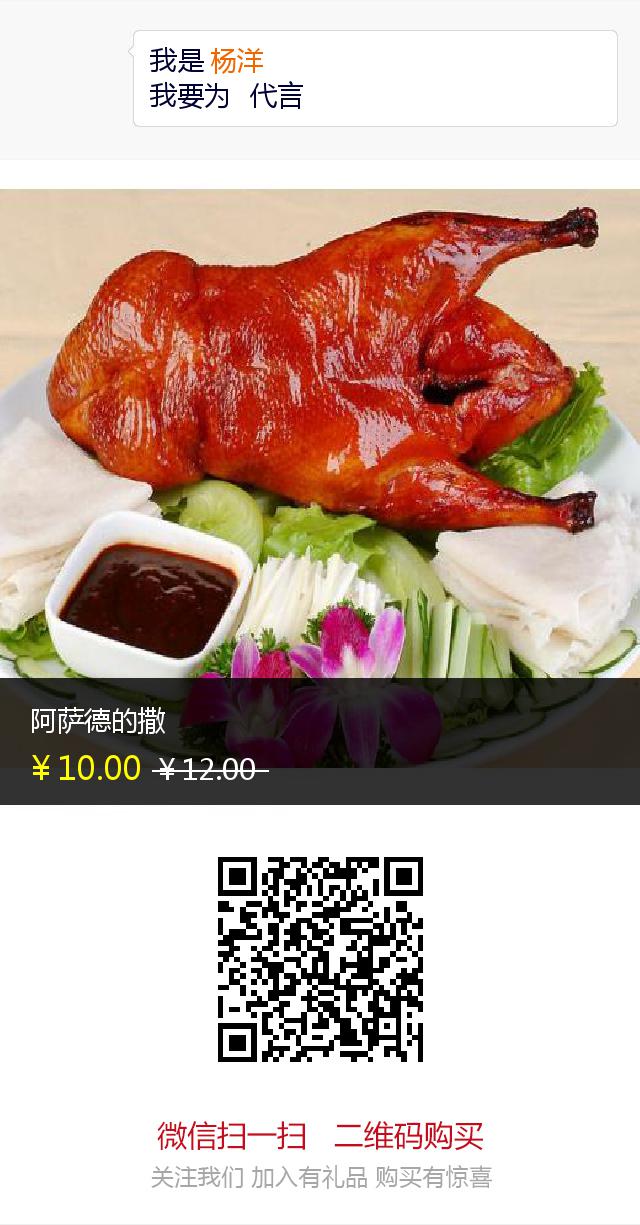 我是 杨洋
我要为 代言
阿萨德的撒
￥10.00 ￥12.00
微信扫一扫 二维码购买
关注我们 加入有礼品 购买有惊喜